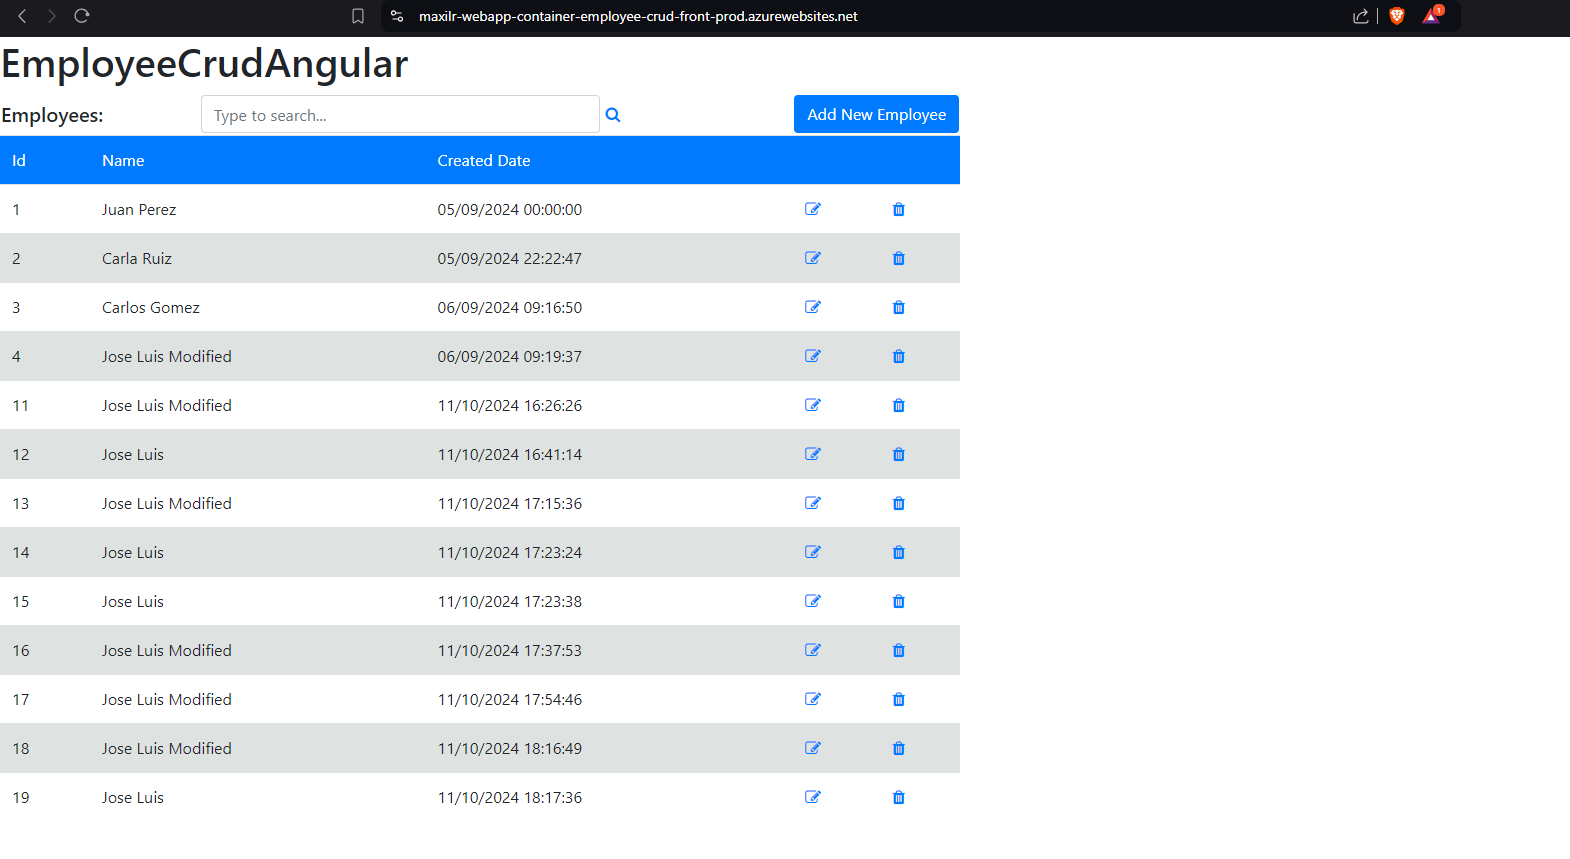 maxilr-webapp-container-employee-crud-front-prod.azurewebsites.net
1
EmployeeCrudAngular
Employees: Type to search... Add New Employee
Id Name Created Date
1 Juan Perez 05/09/2024 00:00:00
2 Carla Ruiz 05/09/2024 22:22:47
3 Carlos Gomez 06/09/2024 09:16:50
4 Jose Luis Modified 06/09/2024 09:19:37
11 Jose Luis Modified 11/10/2024 16:26:26
12 Jose Luis 11/10/2024 16:41:14
13 Jose Luis Modified 11/10/2024 17:15:36
14 Jose Luis 11/10/2024 17:23:24
15 Jose Luis 11/10/2024 17:23:38
16 Jose Luis Modified 11/10/2024 17:37:53
17 Jose Luis Modified 11/10/2024 17:54:46
18 Jose Luis Modified 11/10/2024 18:16:49
19 Jose Luis 11/10/2024 18:17:36